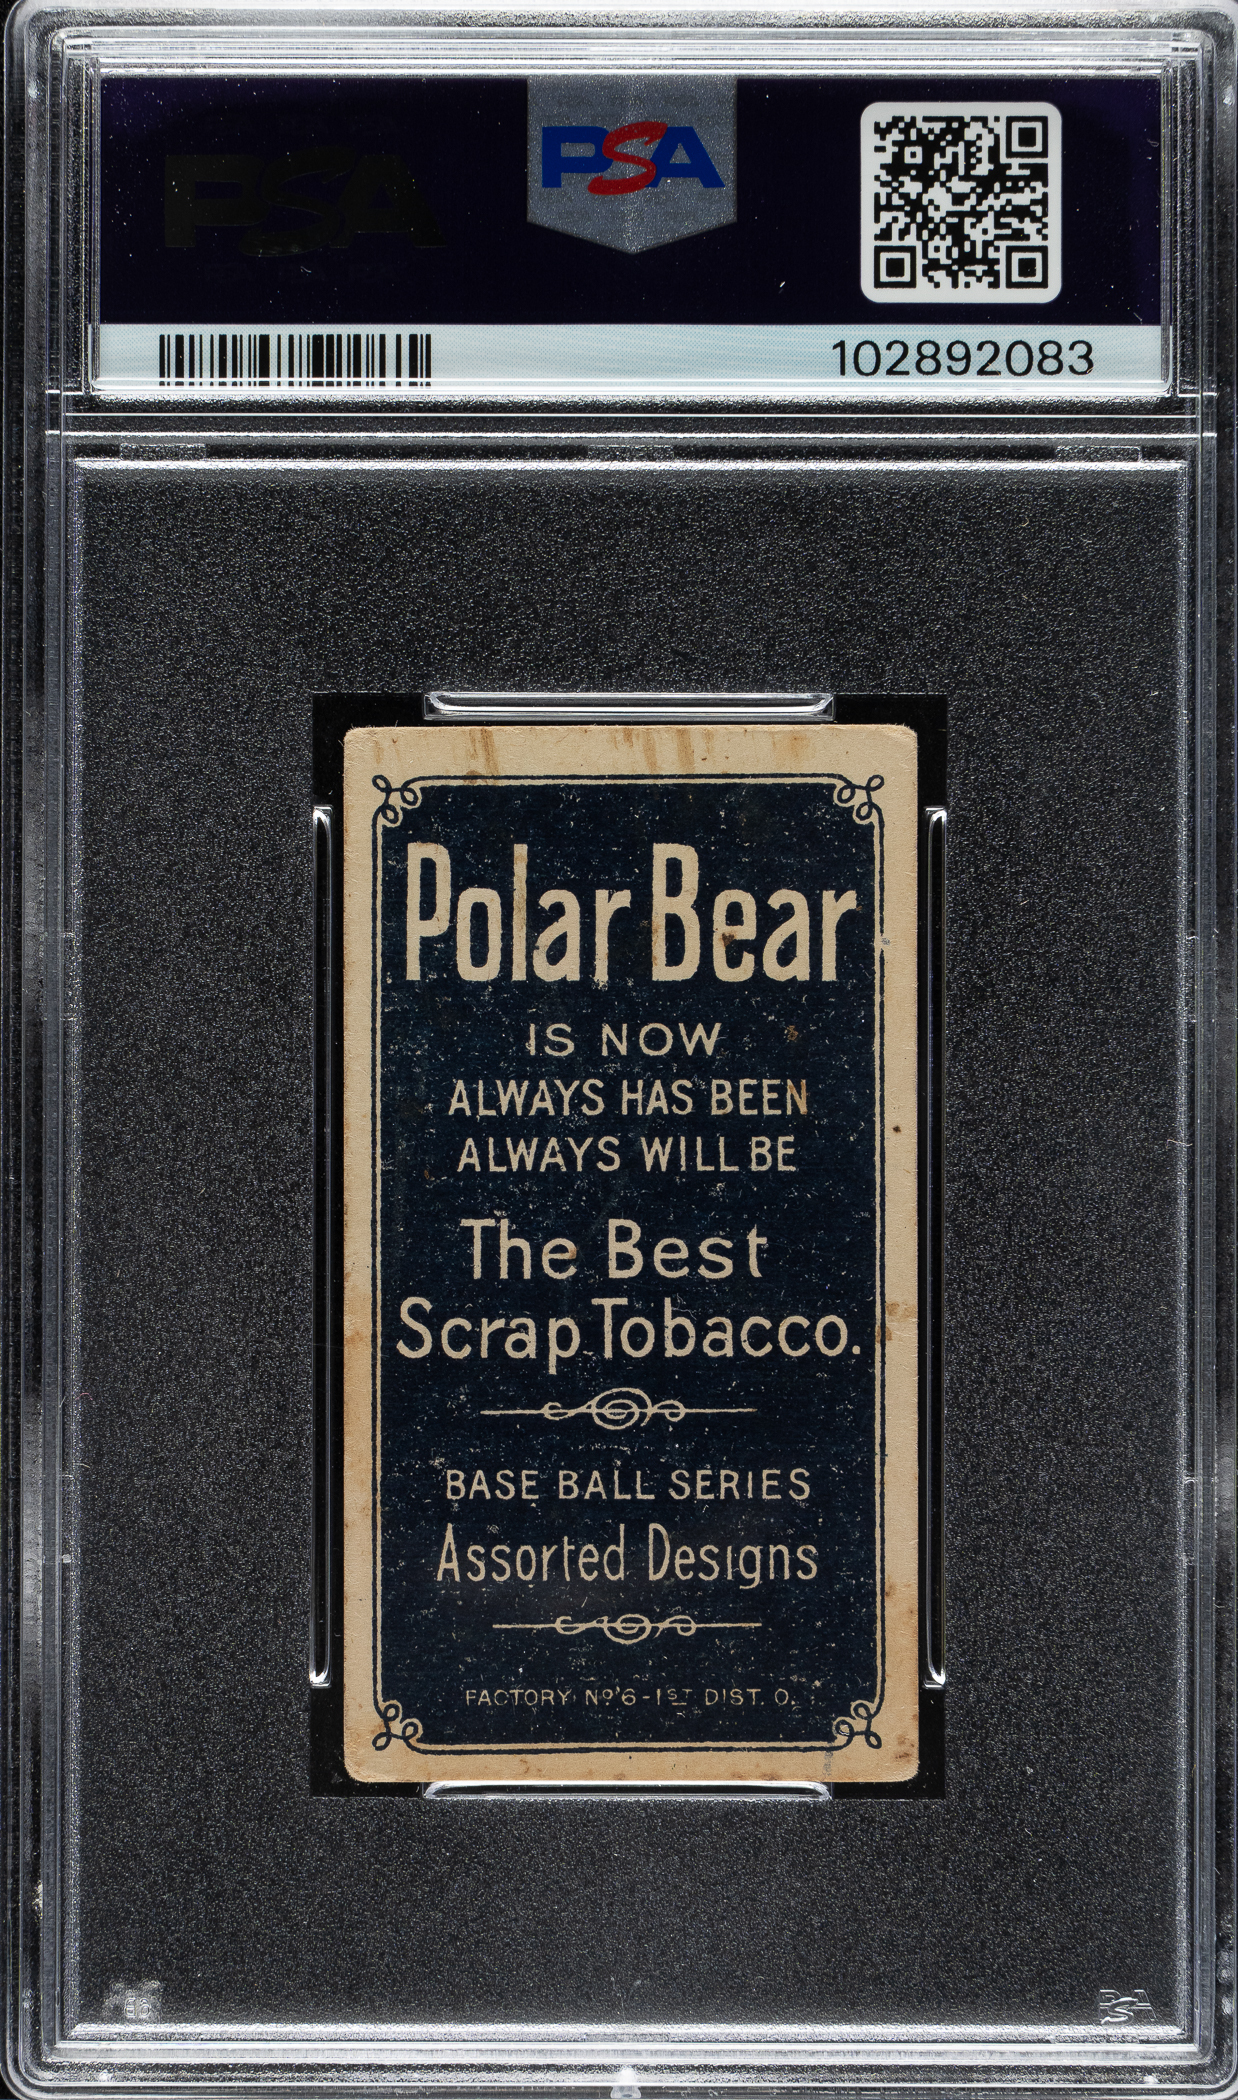 PSA
PSA
102892083
Polar Bear
IS NOW
ALWAYS HAS BEEN
ALWAYS WILL BE
The Best
Scrap Tobacco.
BASE BALL SERIES
Assorted Designs
FACTORY Nº 6-1ST DIST. O.
PSA